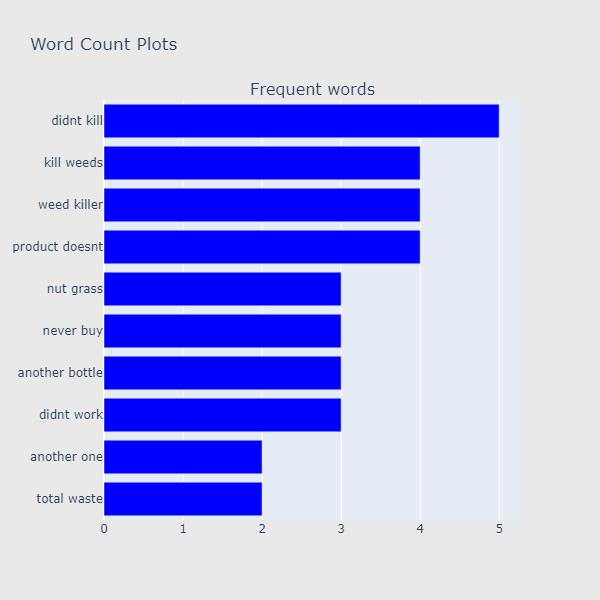 Word Count Plots
Frequent words
didnt kill
kill weeds
weed killer
product doesnt
nut grass
never buy
another bottle
didnt work
another one
total waste
0 1 2 3 4 5